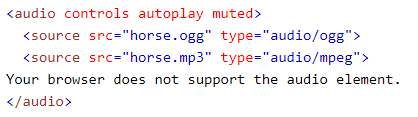 <audio controls autoplay muted>
  <source src="horse.ogg" type="audio/ogg">
  <source src="horse.mp3" type="audio/mpeg">
Your browser does not support the audio element.
</audio>